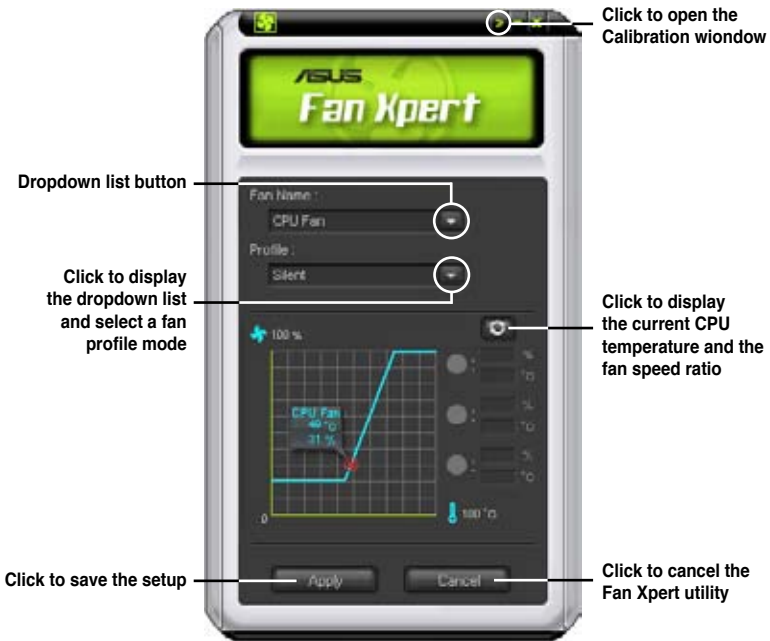 Click to open the
Calibration wiondow
ASUS
Fan Xpert
Dropdown list button
Fan Name :
CPU Fan
Profile :
Silent
Click to display
the dropdown list
and select a fan
profile mode
Click to display
the current CPU
temperature and the
fan speed ratio
100 %
CPU Fan
°C
31 %
: %
°C
: %
°C
: %
°C
0
100 °C
Click to save the setup
Apply
Cancel
Click to cancel the
Fan Xpert utility